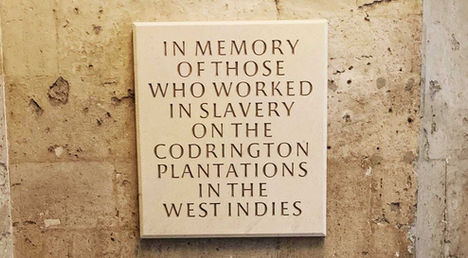 IN MEMORY
OF THOSE
WHO WORKED
IN SLAVERY
ON THE
CODRINGTON
PLANTATIONS
IN THE
WEST INDIES